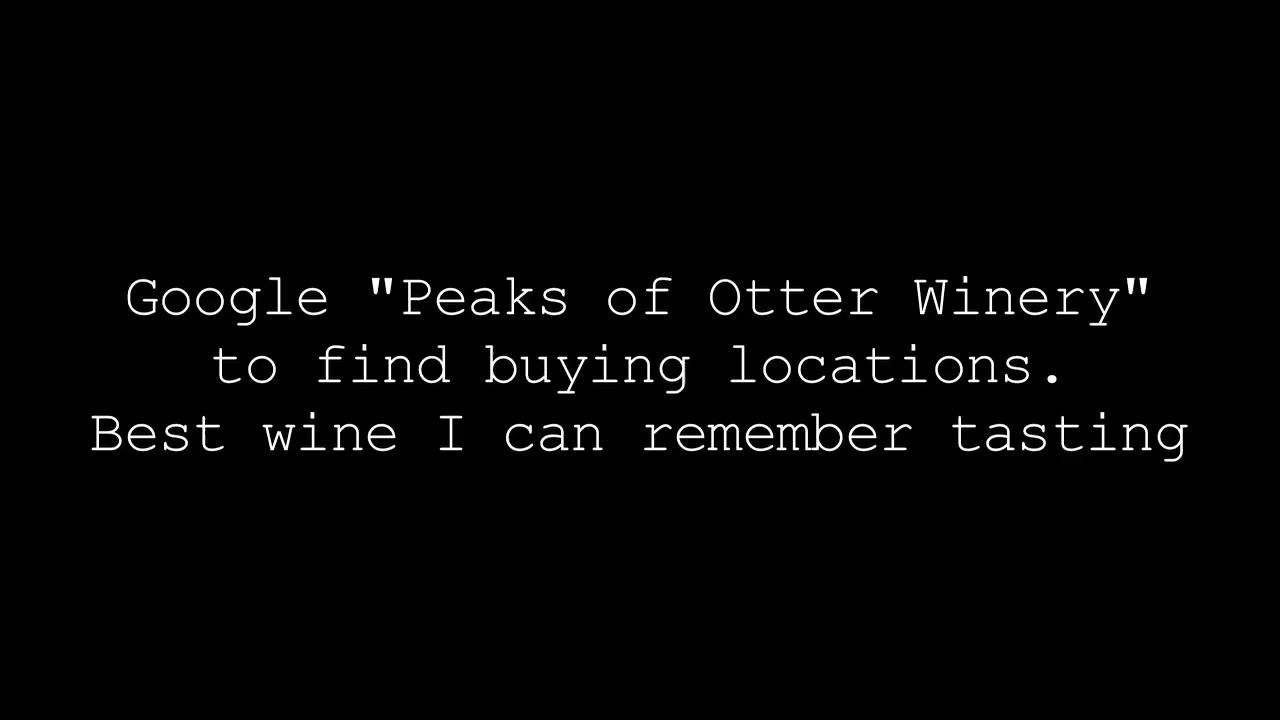 Google "Peaks of Otter Winery"
to find buying locations.
Best wine I can remember tasting